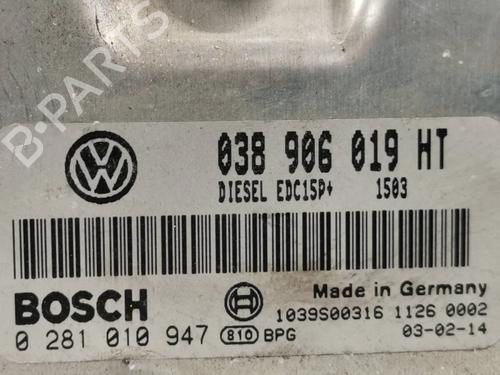 B-PARTS
038 906 019 HT
DIESEL EDC15P+ 1503
BOSCH
Made in Germany
1039S00316 1126 0002
0 281 010 947 810 BPG 03-02-14